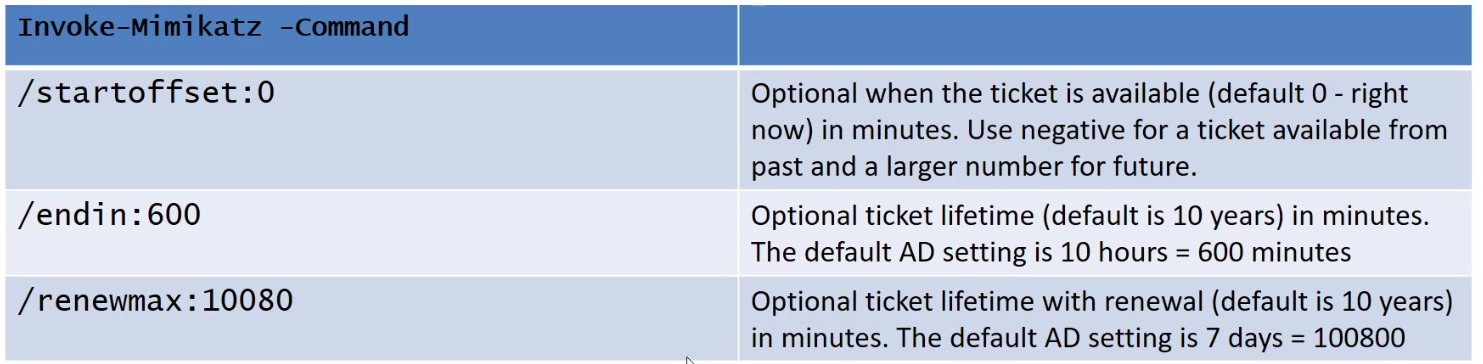 Invoke-Mimikatz –Command
/startoffset:0
Optional when the ticket is available (default 0 - right
now) in minutes. Use negative for a ticket available from
past and a larger number for future.
/endin:600
Optional ticket lifetime (default is 10 years) in minutes.
The default AD setting is 10 hours = 600 minutes
/renewmax:10080
Optional ticket lifetime with renewal (default is 10 years)
in minutes. The default AD setting is 7 days = 100800